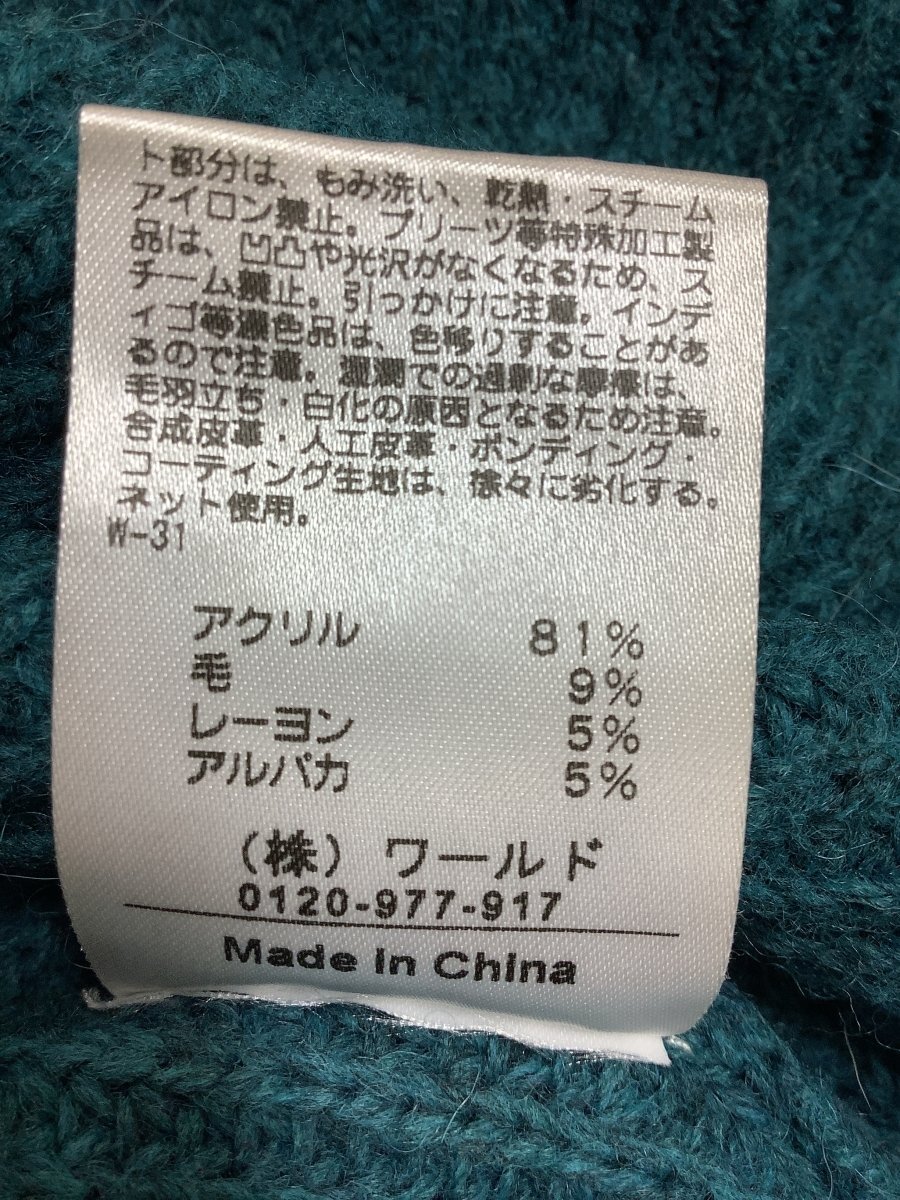 ト部分は、もみ洗い、乾熱・スチーム
アイロン禁止。プリーツ等特殊加工製
品は、凹凸や光沢がなくなるため、ス
チーム禁止。引っかけに注意。インデ
ィゴ等濃色品は、色移りすることがあ
るので注意。湿潤での過剰な摩擦は、
毛羽立ち・白化の原因となるため注意。
合成皮革・人工皮革・ボンディング・
コーティング生地は、徐々に劣化する。
ネット使用。
W-31
アクリル 81%
毛 9%
レーヨン 5%
アルパカ 5%
(株) ワールド
0120-977-917
Made in China